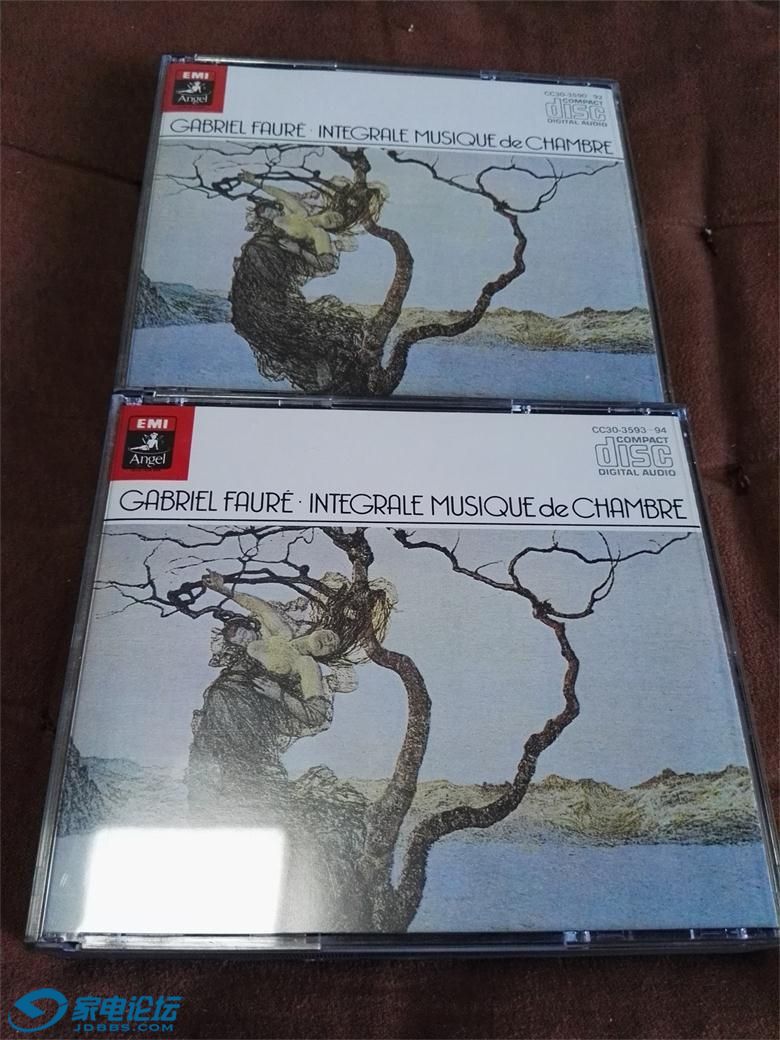 EMI
Angel
CC30-3590-92
COMPACT
disc
DIGITAL AUDIO
GABRIEL FAURÉ · INTEGRALE MUSIQUE de CHAMBRE
EMI
Angel
CC30-3593-94
COMPACT
disc
DIGITAL AUDIO
GABRIEL FAURÉ · INTEGRALE MUSIQUE de CHAMBRE
家电论坛
JDBBS.COM